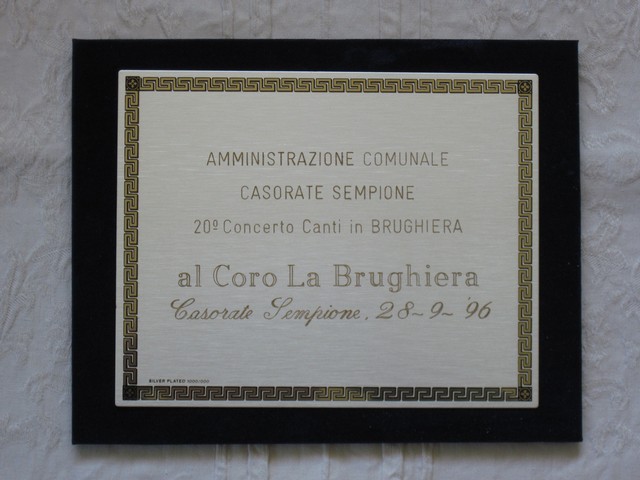 AMMINISTRAZIONE COMUNALE
CASORATE SEMPIONE
20º Concerto Canti in BRUGHIERA
al Coro La Brughiera
Casorate Sempione, 28-9-'96
SILVER PLATED